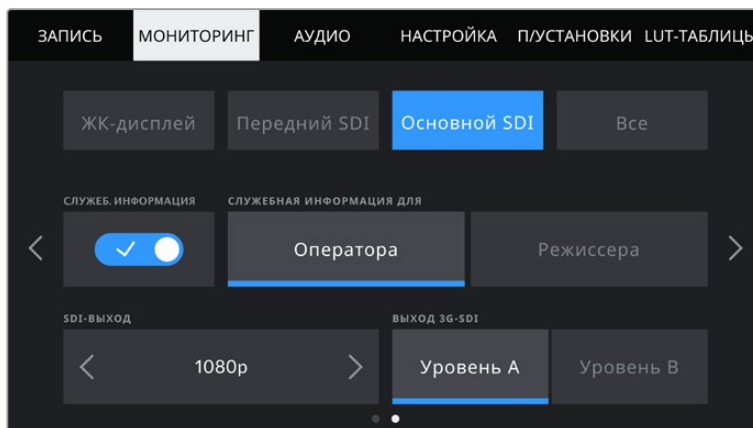 ЗАПИСЬ МОНИТОРИНГ АУДИО НАСТРОЙКА П/УСТАНОВКИ LUT-ТАБЛИЦЫ
ЖК-дисплей Передний SDI Основной SDI Все
СЛУЖЕБ. ИНФОРМАЦИЯ СЛУЖЕБНАЯ ИНФОРМАЦИЯ ДЛЯ
Оператора Режиссера
SDI-ВЫХОД ВЫХОД 3G-SDI
1080p Уровень A Уровень B